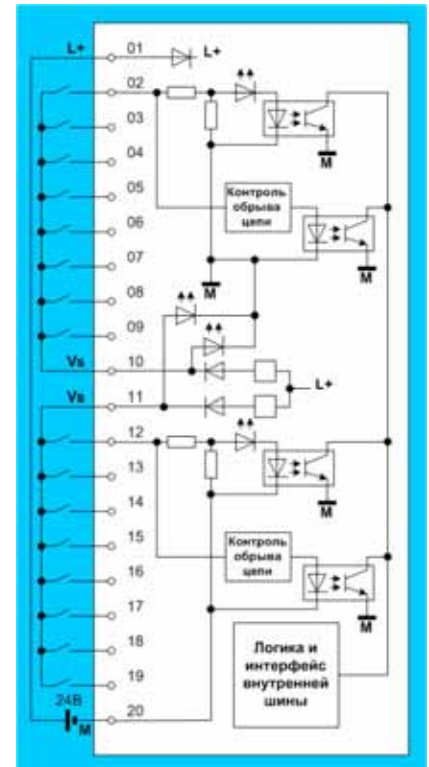 L+
01
L+
02
03
M
04
05
Контроль
обрыва
цепи
06
07
M
08
M
09
Vs
10
L+
Vs
11
12
13
14
M
15
Контроль
обрыва
цепи
16
17
M
18
Логика и
интерфейс
внутренней
шины
19
24В
M
20